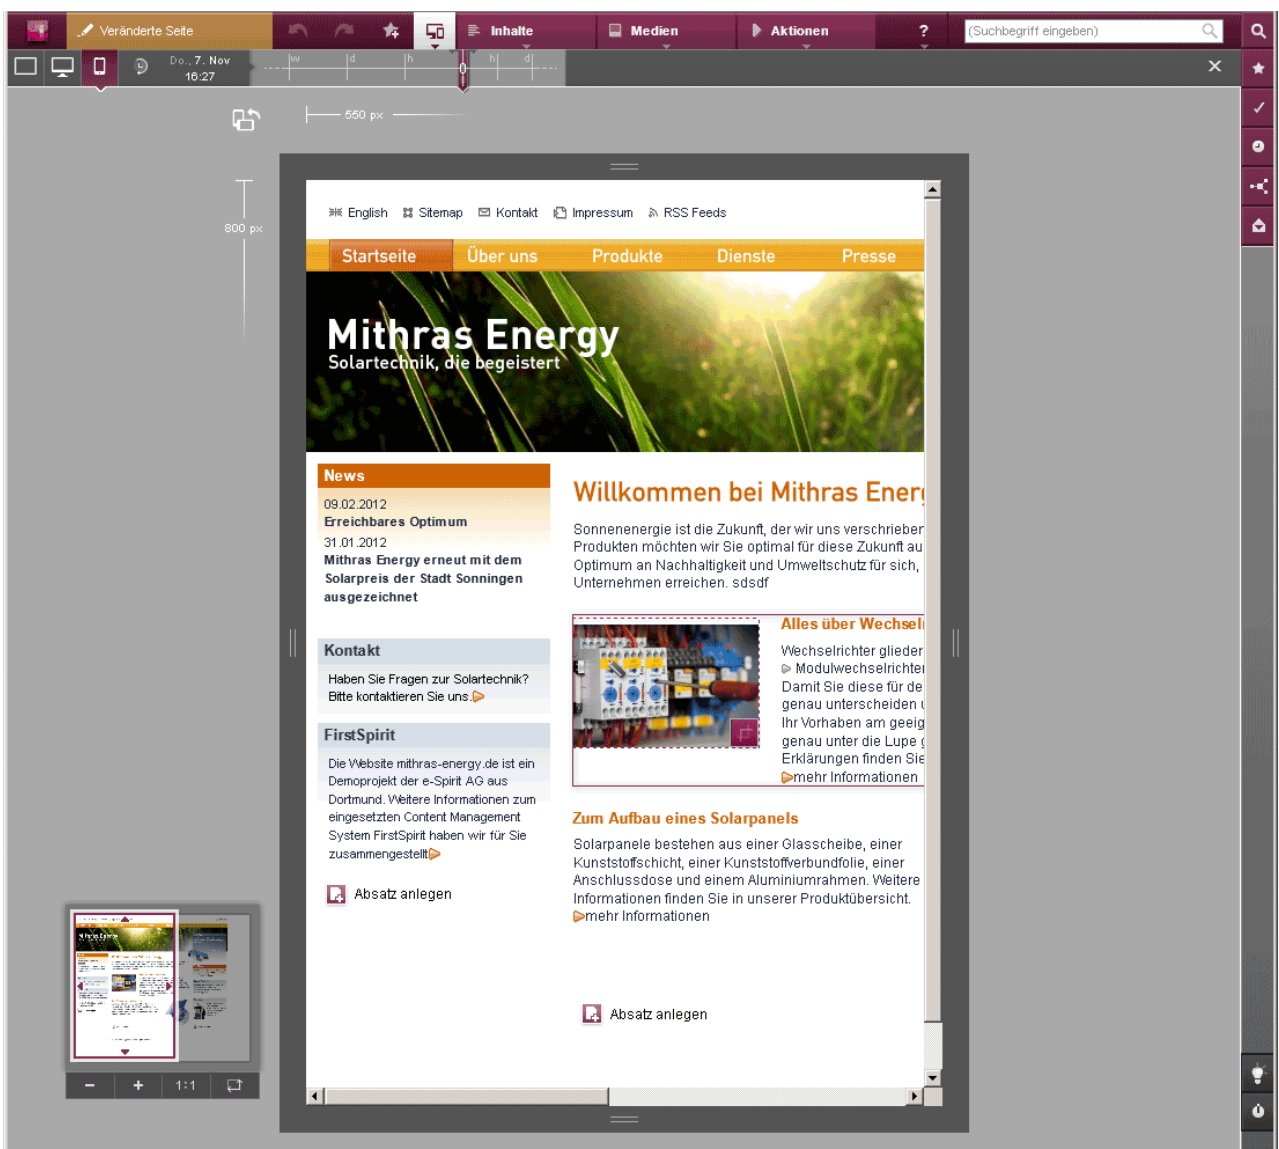 Veränderte Seite
Inhalte
Medien
Aktionen
?
(Suchbegriff eingeben)
Do., 7. Nov
16:27
w d h 0 h d
550 px
800 px
English Sitemap Kontakt Impressum RSS Feeds
Startseite Über uns Produkte Dienste Presse
Mithras Energy
Solartechnik, die begeistert
News
09.02.2012
Erreichbares Optimum
31.01.2012
Mithras Energy erneut mit dem
Solarpreis der Stadt Sonningen
ausgezeichnet
Kontakt
Haben Sie Fragen zur Solartechnik?
Bitte kontaktieren Sie uns.
FirstSpirit
Die Website mithras-energy.de ist ein
Demoprojekt der e-Spirit AG aus
Dortmund. Weitere Informationen zum
eingesetzten Content Management
System FirstSpirit haben wir für Sie
zusammengestellt
Absatz anlegen
Willkommen bei Mithras Ener
Sonnenenergie ist die Zukunft, der wir uns verschrieben
Produkten möchten wir Sie optimal für diese Zukunft au
Optimum an Nachhaltigkeit und Umweltschutz für sich,
Unternehmen erreichen. sdsdf
Alles über Wechsel
Wechselrichter glieder
Modulwechselrichter
Damit Sie diese für de
genau unterscheiden
Ihr Vorhaben am geeig
genau unter die Lupe
Erklärungen finden Sie
mehr Informationen
Zum Aufbau eines Solarpanels
Solarpanele bestehen aus einer Glasscheibe, einer
Kunststoffschicht, einer Kunststoffverbundfolie, einer
Anschlussdose und einem Aluminiumrahmen. Weitere
Informationen finden Sie in unserer Produktübersicht.
mehr Informationen
Absatz anlegen
Mithras Energy
1:1